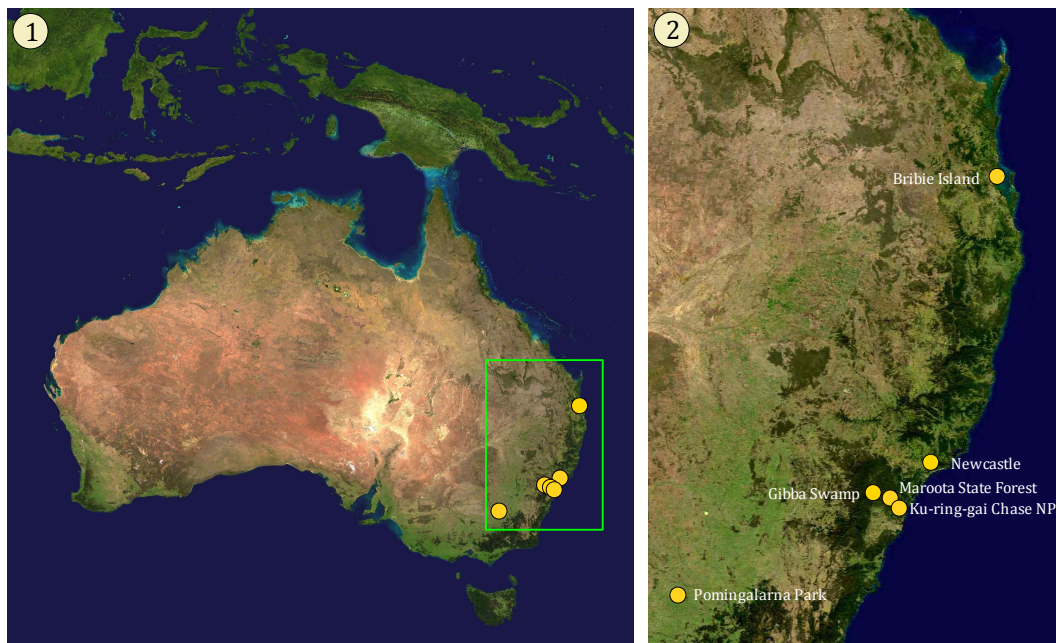 1
2
Bribie Island
Newcastle
Gibba Swamp
Maroota State Forest
Ku-ring-gai Chase NP
Pomingalarna Park